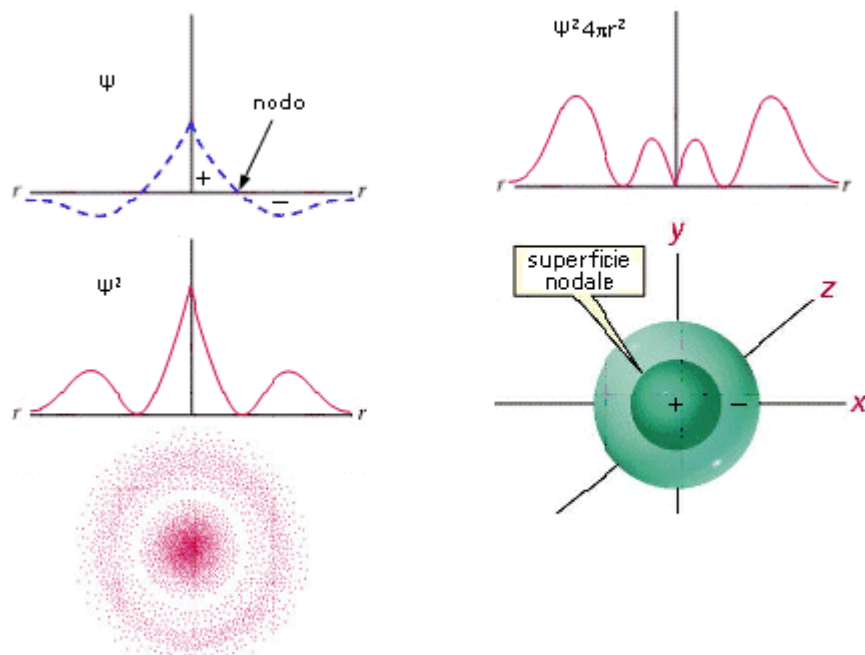 Ψ
nodo
+
−
r
r
Ψ²4πr²
r
r
Ψ²
r
r
y
superficie
nodale
z
+
−
x